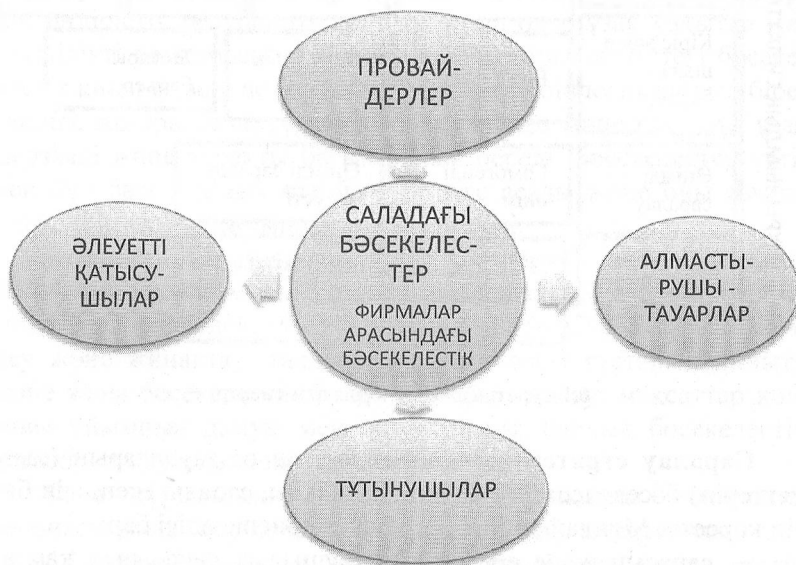 ПРОВАЙ-
ДЕРЛЕР
САЛАДАҒЫ
БӘСЕКЕЛЕС-
ТЕР
ФИРМАЛАР
АРАСЫНДАҒЫ
БӘСЕКЕЛЕСТІК
ӘЛЕУЕТТІ
ҚАТЫСУ-
ШЫЛАР
АЛМАСТЫ-
РУШЫ -
ТАУАРЛАР
ТҰТЫНУШЫЛАР